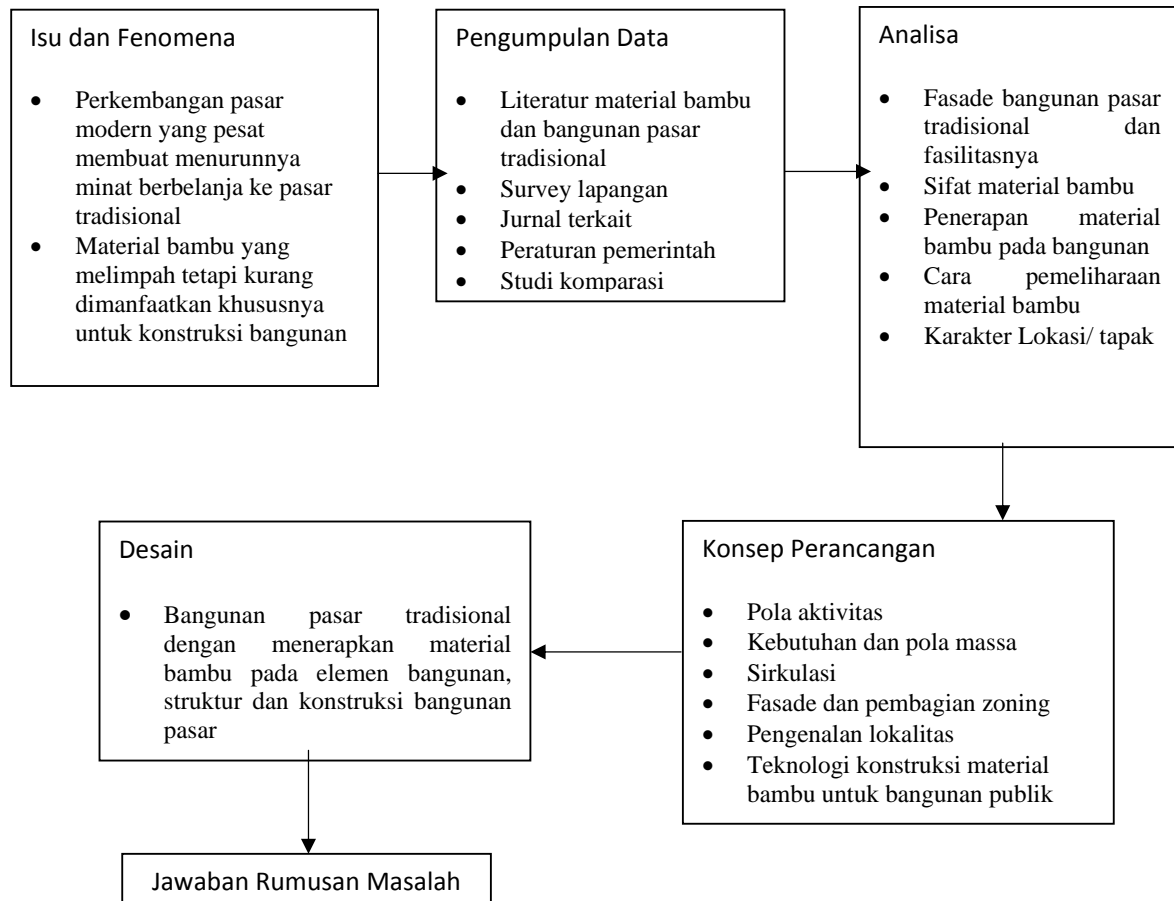 Isu dan Fenomena
• Perkembangan pasar
modern yang pesat
membuat menurunnya
minat berbelanja ke pasar
tradisional
• Material bambu yang
melimpah tetapi kurang
dimanfaatkan khususnya
untuk konstruksi bangunan
Pengumpulan Data
• Literatur material bambu
dan bangunan pasar
tradisional
• Survey lapangan
• Jurnal terkait
• Peraturan pemerintah
• Studi komparasi
Analisa
• Fasade bangunan pasar
tradisional dan
fasilitasnya
• Sifat material bambu
• Penerapan material
bambu pada bangunan
• Cara pemeliharaan
material bambu
• Karakter Lokasi/ tapak
Konsep Perancangan
• Pola aktivitas
• Kebutuhan dan pola massa
• Sirkulasi
• Fasade dan pembagian zoning
• Pengenalan lokalitas
• Teknologi konstruksi material
bambu untuk bangunan publik
Desain
• Bangunan pasar tradisional
dengan menerapkan material
bambu pada elemen bangunan,
struktur dan konstruksi bangunan
pasar
Jawaban Rumusan Masalah